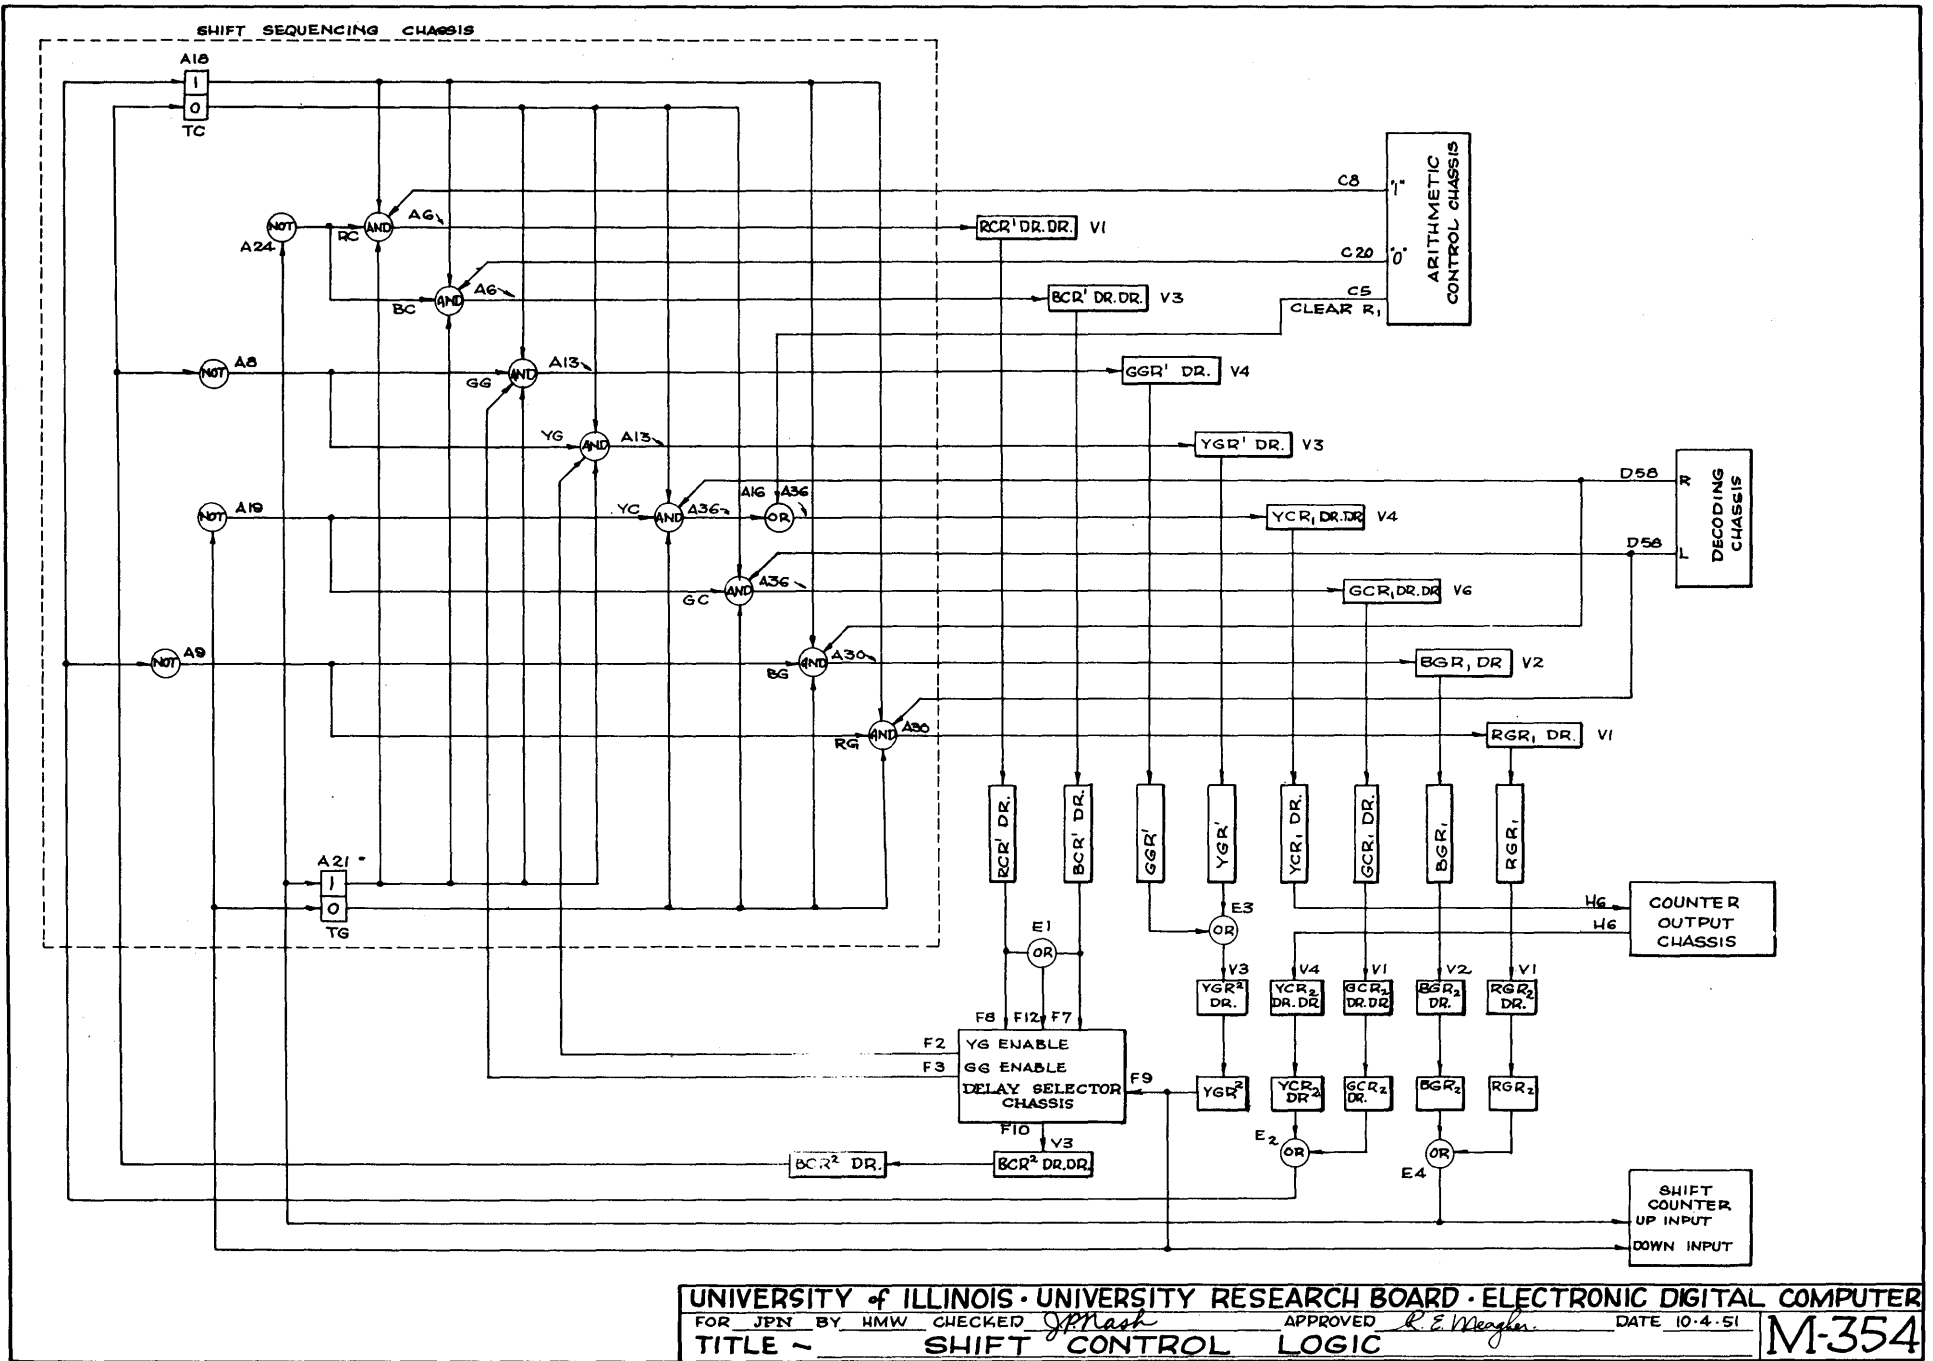 SHIFT SEQUENCING CHASSIS
A18
1
0
TC
C8
"1"
ARITHMETIC
CONTROL CHASSIS
NOT
A24
RC
AND
A6
RCR' DR.DR.
V1
C20
"0"
BC
AND
A6
BCR' DR.DR.
V3
C5
CLEAR R₁
NOT
A8
GG
AND
A13
GGR' DR.
V4
YG
AND
A13
YGR' DR.
V3
D58
R
DECODING
CHASSIS
NOT
A19
YC
AND
A36
A16
A36
OR
YCR₁ DR.DR
V4
D58
L
GC
AND
A36
GCR₁DR.DR
V6
NOT
A9
BG
AND
A30
BGR₁ DR
V2
RG
AND
A30
RGR₁ DR.
V1
RCR' DR.
BCR' DR.
GGR'
YGR'
YCR₁ DR.
GCR₁ DR.
BGR₁
RGR₁
A21
1
0
TG
H6
H6
COUNTER
OUTPUT
CHASSIS
E1
OR
E3
OR
V3
YGR²
DR.
V4
YCR₂
DR.DR
V1
GCR₂
DR.DR
V2
BGR₂
DR.
V1
RGR₂
DR.
F8
F12
F7
F2
YG ENABLE
F3
GG ENABLE
DELAY SELECTOR
CHASSIS
F9
F10
YGR²
YCR₂
DR
GCR₂
DR.
BGR₂
RGR₂
V3
BCR² DR.DR.
BCR² DR.
E₂
OR
OR
E4
SHIFT
COUNTER
UP INPUT
DOWN INPUT
UNIVERSITY of ILLINOIS · UNIVERSITY RESEARCH BOARD · ELECTRONIC DIGITAL COMPUTER
FOR JPN BY HMW CHECKED J.P.Nash APPROVED R.E. Meagher. DATE 10·4·51
TITLE ~ SHIFT CONTROL LOGIC
M-354